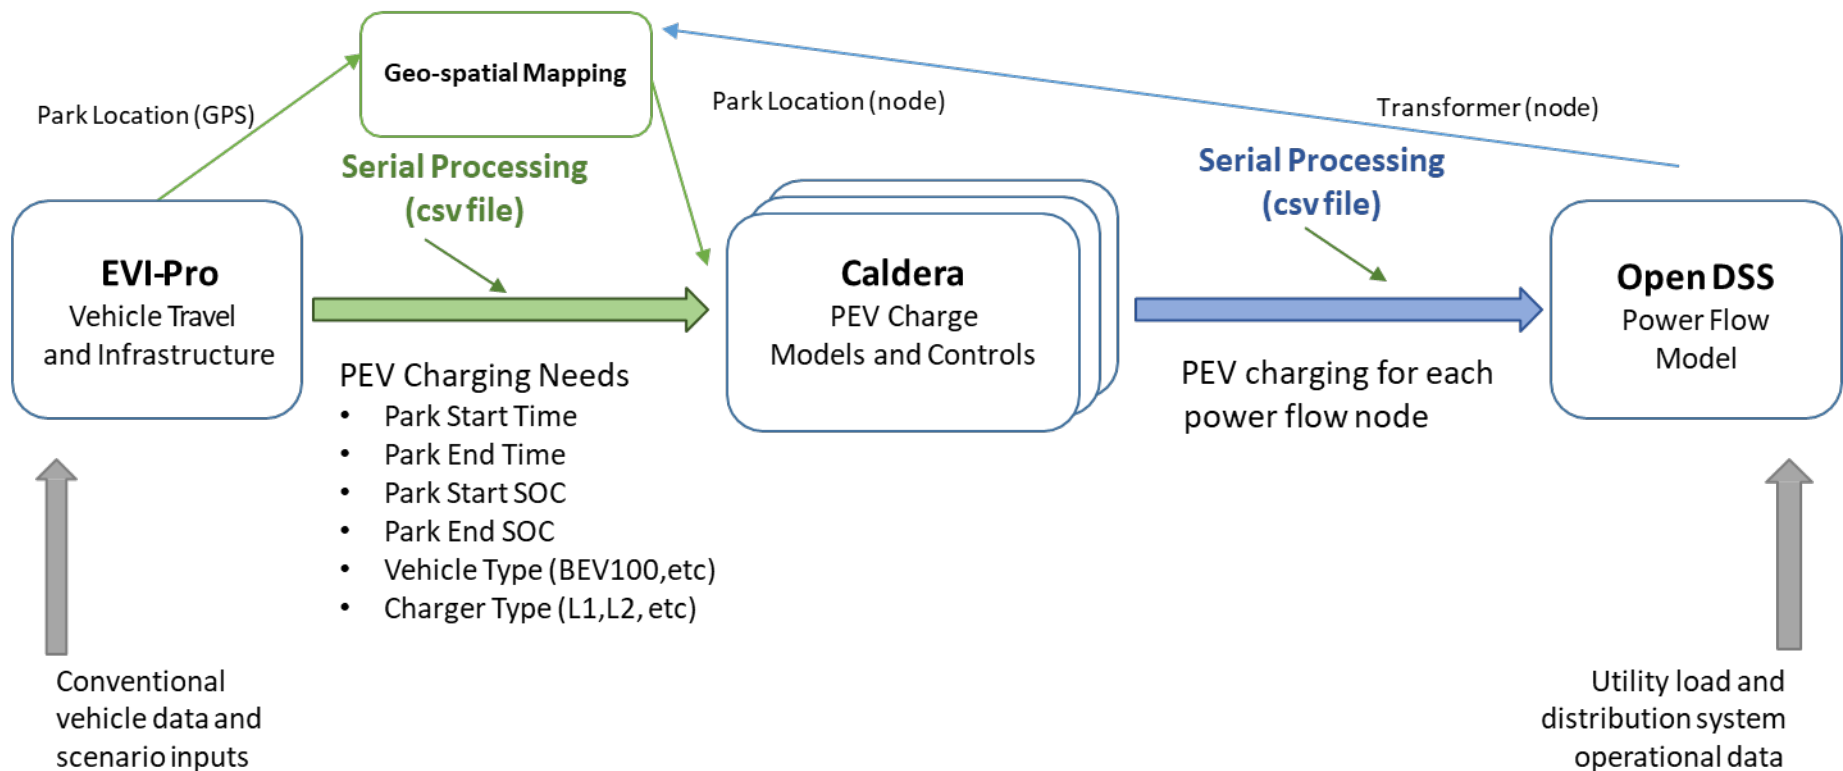 Geo-spatial Mapping
Park Location (GPS)
Park Location (node)
Transformer (node)
Serial Processing
(csv file)
Serial Processing
(csv file)
EVI-Pro
Vehicle Travel
and Infrastructure
Caldera
PEV Charge
Models and Controls
Open DSS
Power Flow
Model
PEV Charging Needs
• Park Start Time
• Park End Time
• Park Start SOC
• Park End SOC
• Vehicle Type (BEV100,etc)
• Charger Type (L1,L2, etc)
PEV charging for each
power flow node
Conventional
vehicle data and
scenario inputs
Utility load and
distribution system
operational data